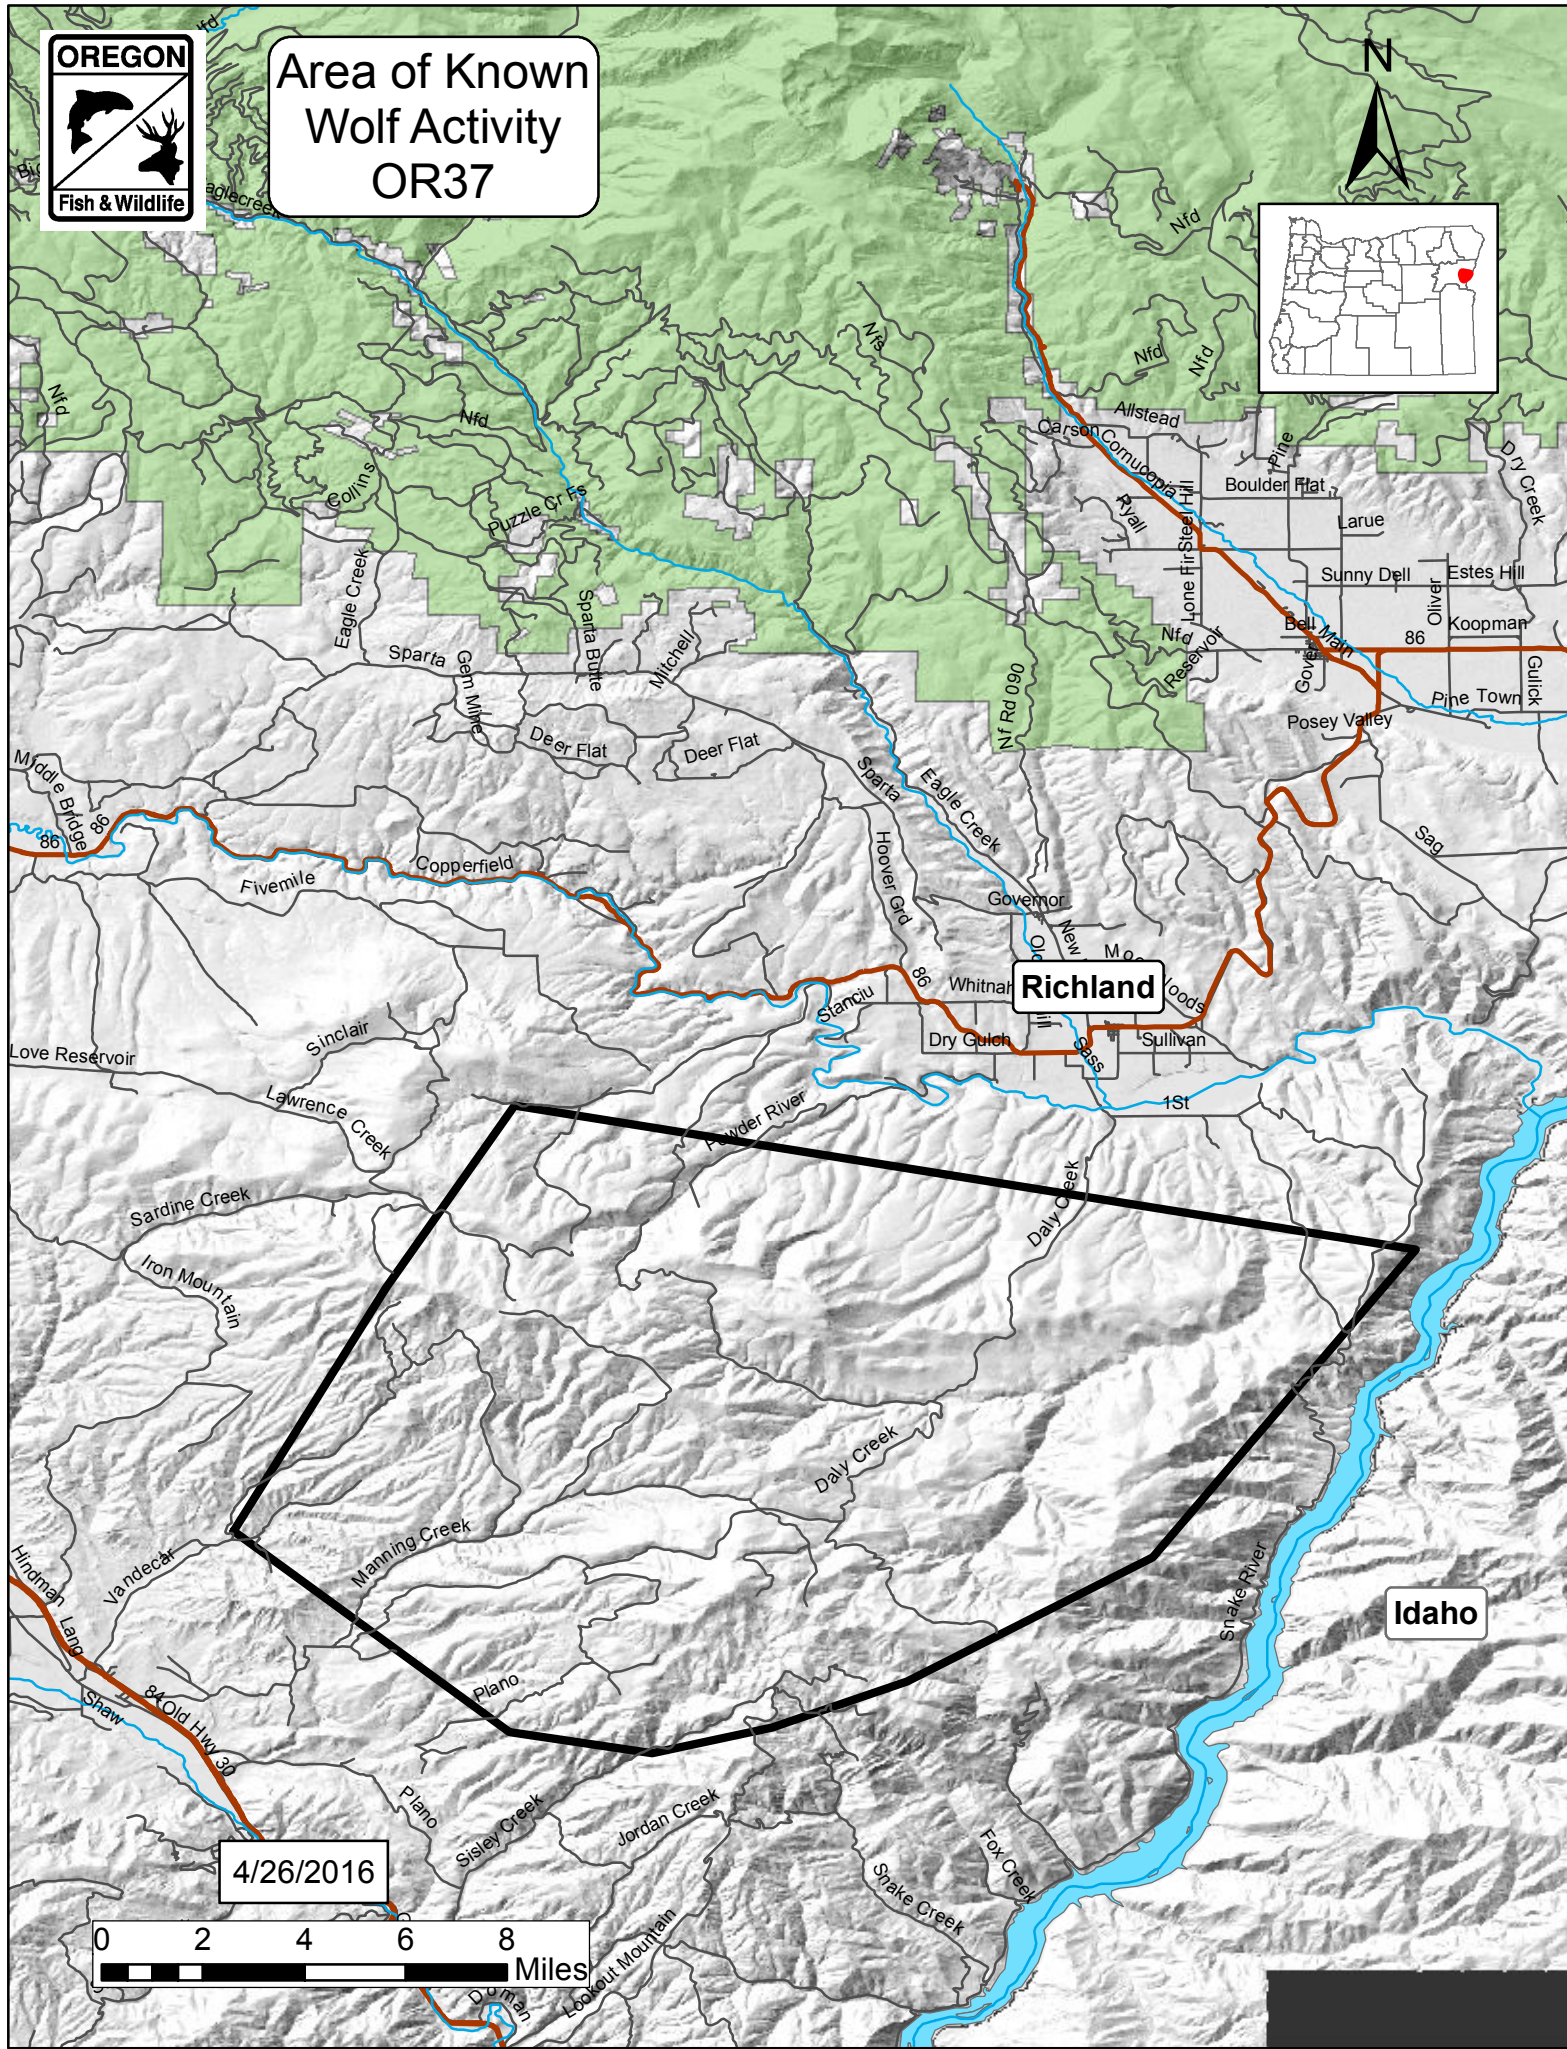 OREGON
Fish & Wildlife
Area of Known
Wolf Activity
OR37
N
Nfd
Nfd
Nfs
Nfd
Nfd
Nfd
Nfd
Allstead
Carson
Cornucopia
Pine
Dry Creek
Boulder Flat
Collins
Puzzle Cr Fs
Ryall
Steel Hill
Larue
Eagle Creek
Lone Fir
Sunny Dell
Estes Hill
Sparta Butte
Oliver
Bell
Main
Koopman
86
Mitchell
Sparta
Gem Mine
Nfd
Reservoir
Gover
Gulick
Nf Rd 090
Pine Town
Posey Valley
Deer Flat
Deer Flat
Middle Bridge
Sparta
Eagle Creek
86
86
Sag
Copperfield
Fivemile
Hoover Grd
Governor
New
Richland
86
Whitnah
Stanciu
Dry Gulch
Sass
Sullivan
Sinclair
Love Reservoir
Lawrence Creek
Powder River
1St
Daly Creek
Sardine Creek
Iron Mountain
Daly Creek
Manning Creek
Vandecar
Hindman
Lang
Snake River
Idaho
Plano
Shaw
84
Old Hwy 30
Plano
Sisley Creek
Jordan Creek
Fox Creek
Snake Creek
4/26/2016
Lookout Mountain
0 2 4 6 8
Miles